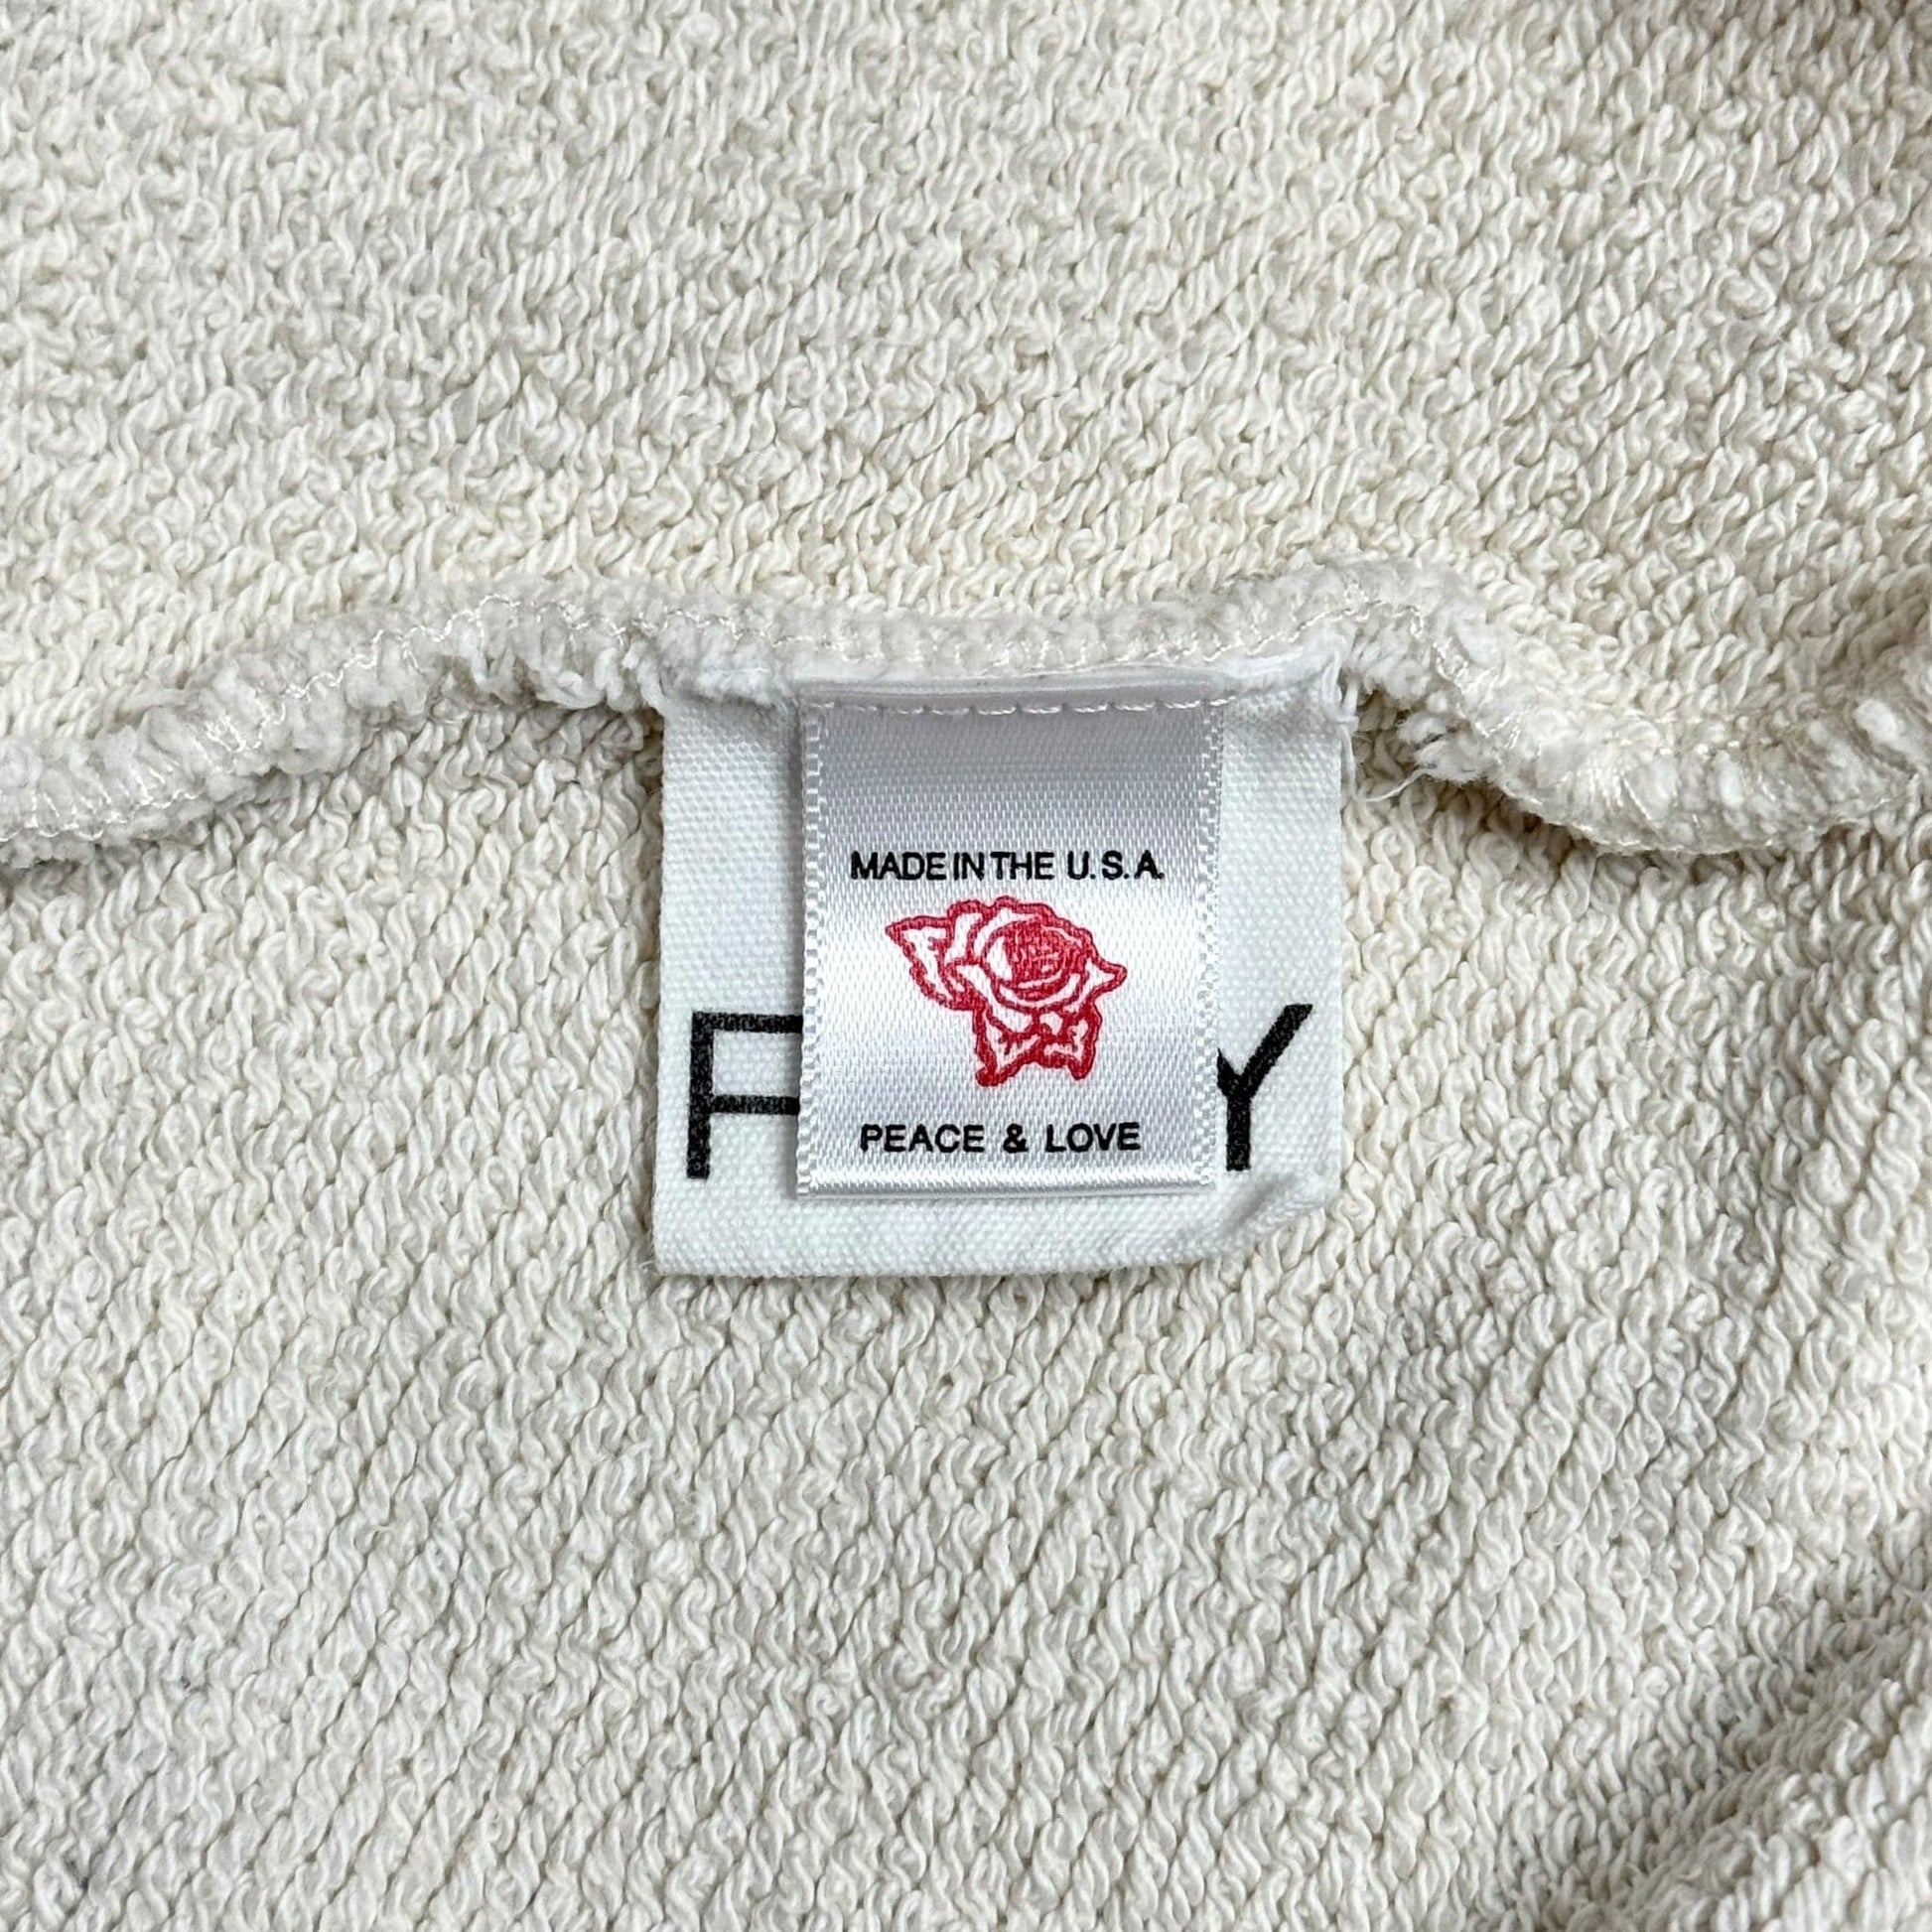 MADE IN THE U.S.A.
F Y
PEACE & LOVE